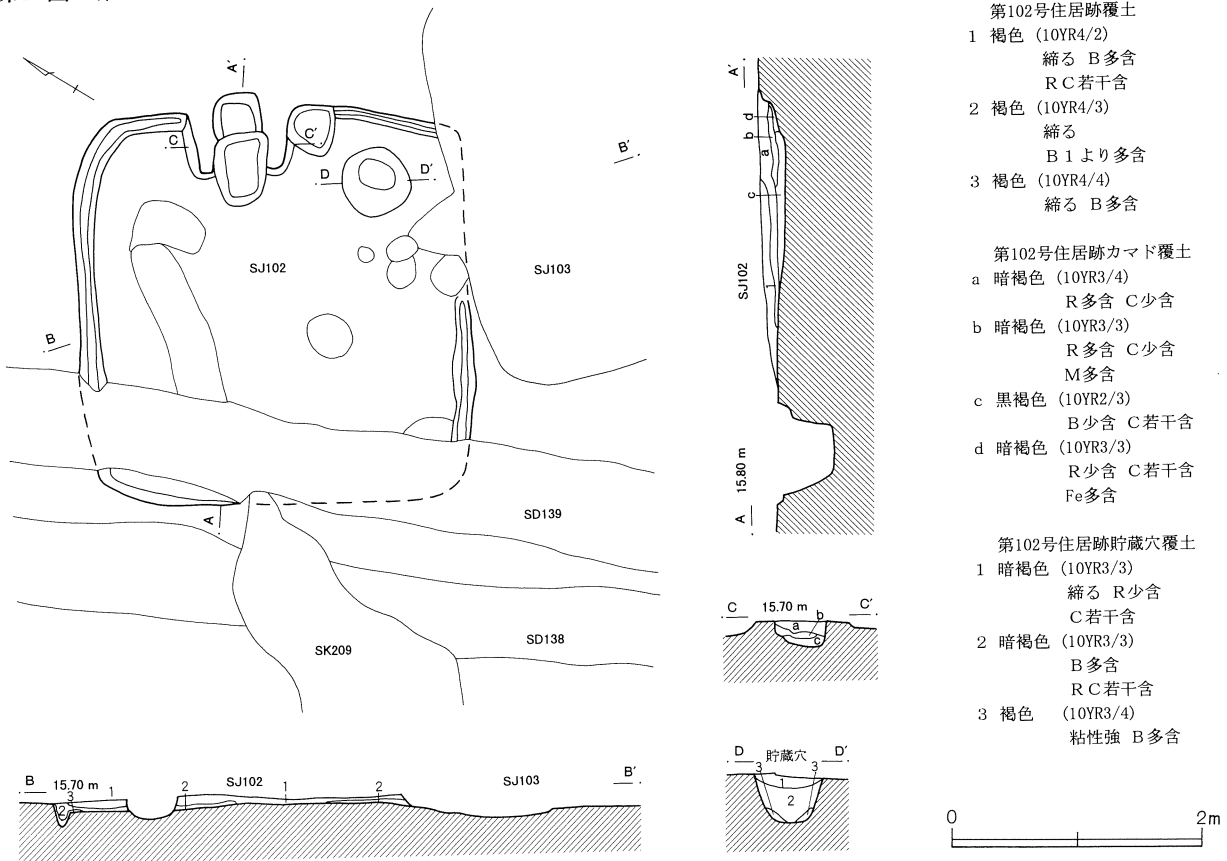 A′
C
C′
D
D′
B′
SJ102
SJ103
B
A
SD139
SD138
SK209
A′
d
b
a
c
SJ102
1
A 15.80 m
C 15.70 m b C′
a
c
B 15.70 m 3 1 2 SJ102 1 2 SJ103 B′
2
D 貯蔵穴 D′
3 1 3
2
第102号住居跡覆土
1 褐色 (10YR4/2)
締る B多含
RC若干含
2 褐色 (10YR4/3)
締る
B1より多含
3 褐色 (10YR4/4)
締る B多含
第102号住居跡カマド覆土
a 暗褐色 (10YR3/4)
R多含 C少含
b 暗褐色 (10YR3/3)
R多含 C少含
M多含
c 黒褐色 (10YR2/3)
B少含 C若干含
d 暗褐色 (10YR3/3)
R少含 C若干含
Fe多含
第102号住居跡貯蔵穴覆土
1 暗褐色 (10YR3/3)
締る R少含
C若干含
2 暗褐色 (10YR3/3)
B多含
RC若干含
3 褐色 (10YR3/4)
粘性強 B多含
0 2m